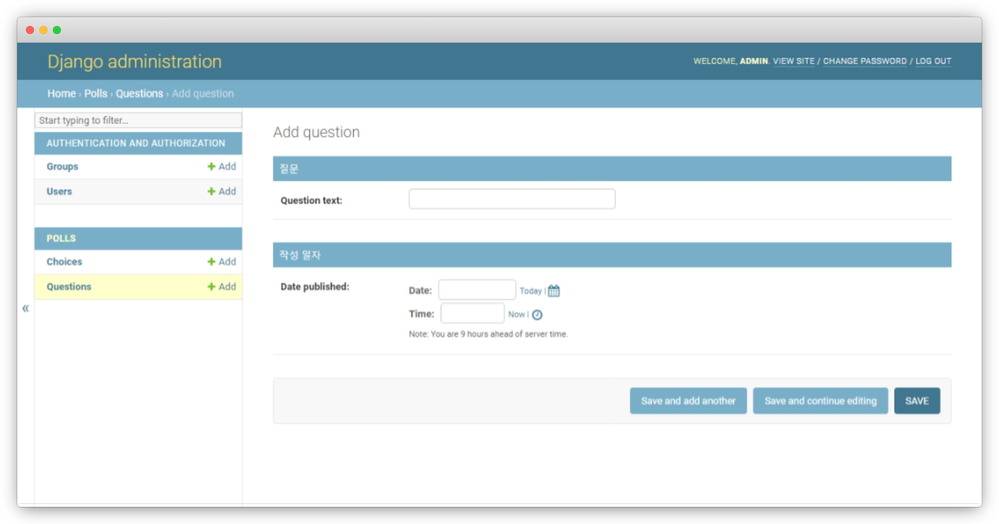 Django administration
WELCOME, ADMIN. VIEW SITE / CHANGE PASSWORD / LOG OUT
Home › Polls › Questions › Add question
Start typing to filter...
AUTHENTICATION AND AUTHORIZATION
Groups + Add
Users + Add
POLLS
Choices + Add
Questions + Add
«
Add question
질문
Question text:
작성 일자
Date published:
Date: Today |
Time: Now |
Note: You are 9 hours ahead of server time.
Save and add another
Save and continue editing
SAVE